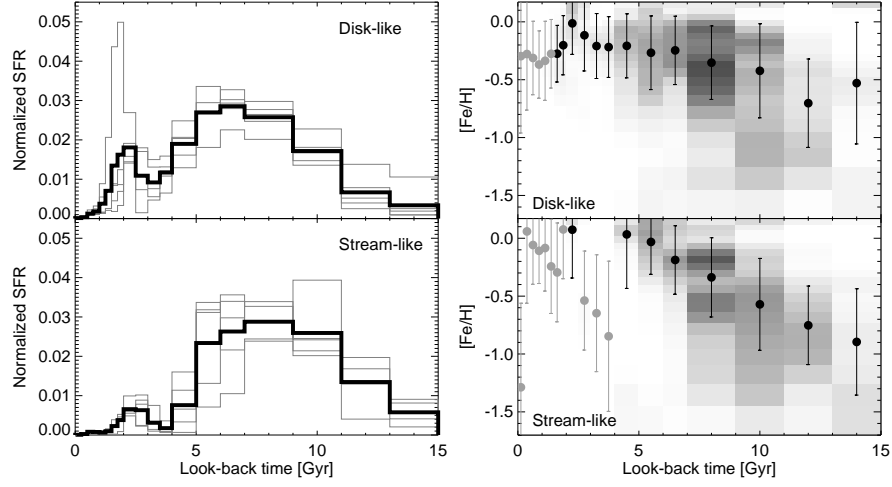 Disk-like
Normalized SFR
0.05
0.04
0.03
0.02
0.01
0.00
Stream-like
Normalized SFR
0.05
0.04
0.03
0.02
0.01
0.00
0
5
10
15
Look-back time [Gyr]
[Fe/H]
0.0
-0.5
-1.0
-1.5
Disk-like
[Fe/H]
0.0
-0.5
-1.0
-1.5
Stream-like
0
5
10
15
Look-back time [Gyr]